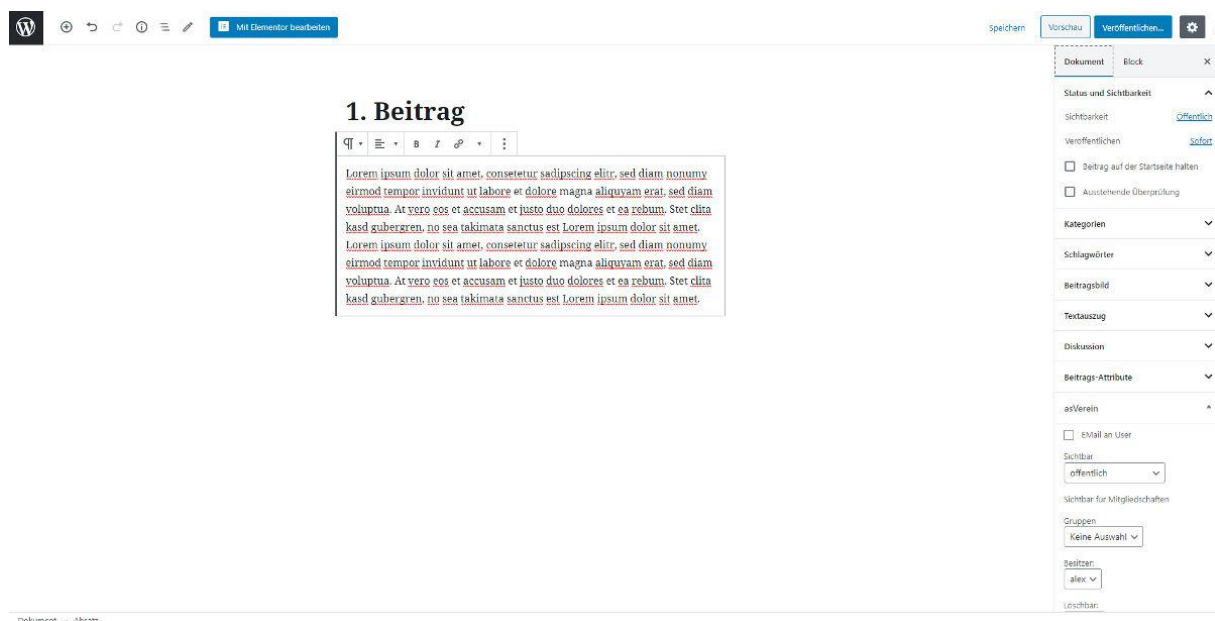 Mit Elementor bearbeiten
Speichern
Vorschau
Veröffentlichen...
Dokument
Block
Status und Sichtbarkeit
Sichtbarkeit
Öffentlich
Veröffentlichen
Sofort
Beitrag auf der Startseite halten
Ausstehende Überprüfung
Kategorien
Schlagwörter
Beitragsbild
Textauszug
Diskussion
Beitrags-Attribute
asVerein
EMail an User
Sichtbar
offentlich
Sichtbar für Mitgliedschaften
Gruppen
Keine Auswahl
Besitzer:
alex
Löschbar:
1. Beitrag
B I
Lorem ipsum dolor sit amet, consetetur sadipscing elitr, sed diam nonumy
eirmod tempor invidunt ut labore et dolore magna aliquyam erat, sed diam
voluptua. At vero eos et accusam et justo duo dolores et ea rebum. Stet clita
kasd gubergren, no sea takimata sanctus est Lorem ipsum dolor sit amet.
Lorem ipsum dolor sit amet, consetetur sadipscing elitr, sed diam nonumy
eirmod tempor invidunt ut labore et dolore magna aliquyam erat, sed diam
voluptua. At vero eos et accusam et justo duo dolores et ea rebum. Stet clita
kasd gubergren, no sea takimata sanctus est Lorem ipsum dolor sit amet.
Dokument → Absatz